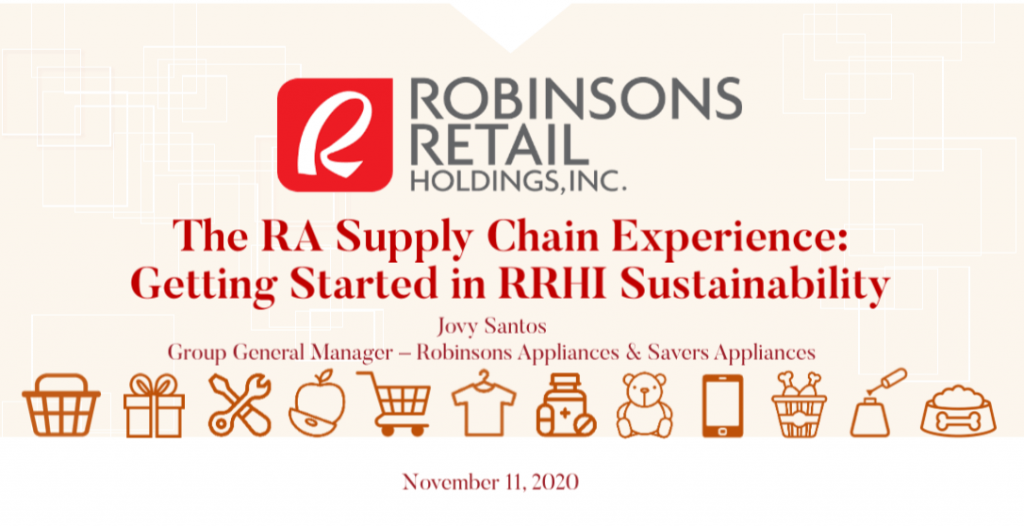 ROBINSONS
RETAIL
HOLDINGS, INC.
The RA Supply Chain Experience:
Getting Started in RRHI Sustainability
Jovy Santos
Group General Manager – Robinsons Appliances & Savers Appliances
November 11, 2020